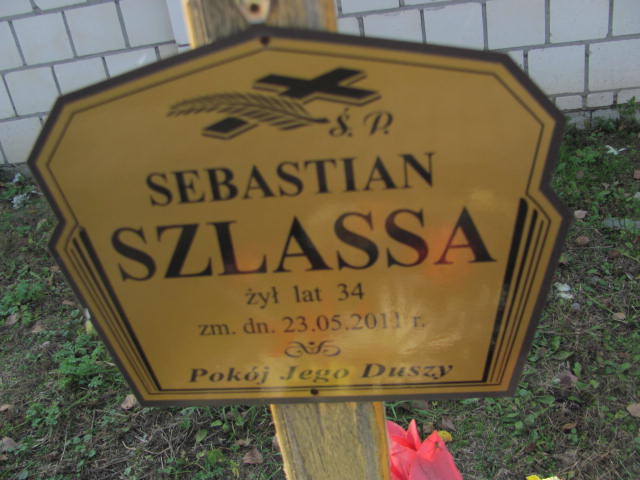 Ś. P.
SEBASTIAN
SZLASSA
żył lat 34
zm. dn. 23.05.2011 r.
Pokój Jego Duszy